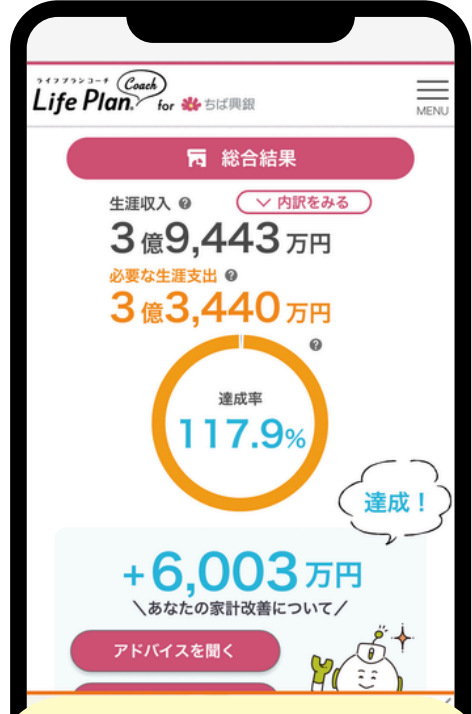 ライフプランコーチ
Coach
Life Plan. for ちば興銀
MENU
総合結果
生涯収入 ? 内訳をみる
3億9,443万円
必要な生涯支出 ?
3億3,440万円
?
達成率
117.9%
達成!
+6,003万円
\あなたの家計改善について/
アドバイスを聞く